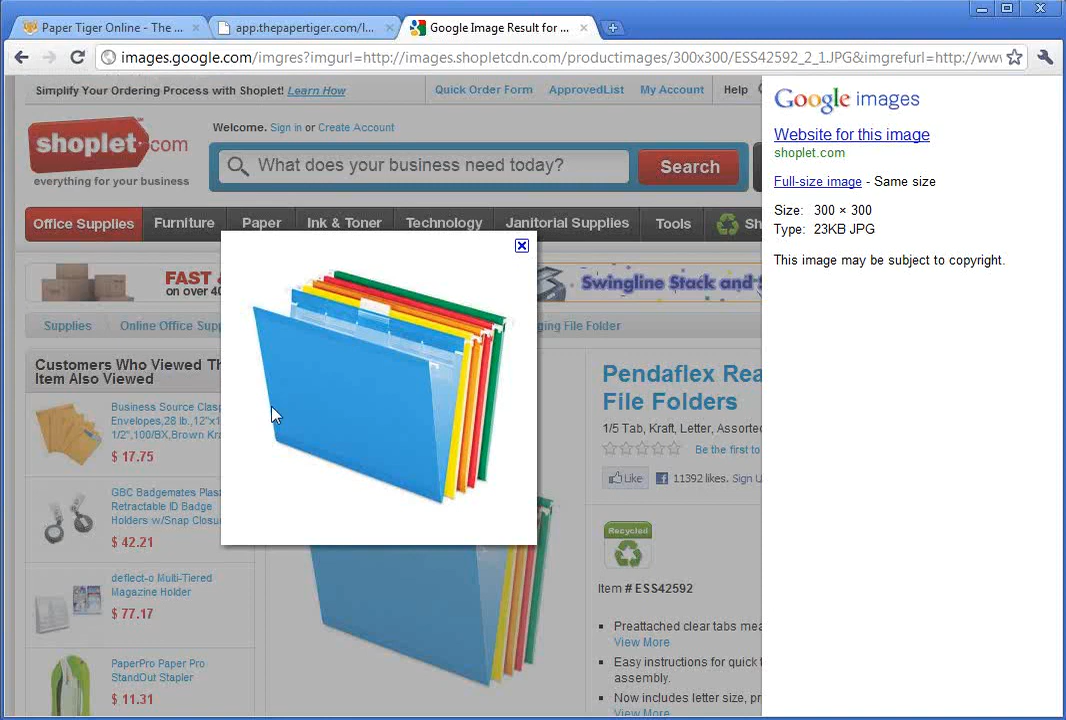 Paper Tiger Online - The ...
app.thepapertiger.com/l...
Google Image Result for ...
images.google.com/imgres?imgurl=http://images.shopletcdn.com/productimages/300x300/ESS42592_2_1.JPG&imgrefurl=http://www
Simplify Your Ordering Process with Shoplet! Learn How
Quick Order Form
ApprovedList
My Account
Help
shoplet.com
everything for your business
Welcome. Sign in or Create Account
What does your business need today?
Search
Office Supplies
Furniture
Paper
Ink & Toner
Technology
Janitorial Supplies
Tools
Sh
FAST
on over 40
Swingline Stack and S
Supplies
Online Office Supp
ging File Folder
Customers Who Viewed Th
Item Also Viewed
Business Source Clasp
Envelopes,28 lb.,12"x1
1/2",100/BX,Brown Kra
$ 17.75
GBC Badgemates Plas
Retractable ID Badge
Holders w/Snap Closu
$ 42.21
deflect-o Multi-Tiered
Magazine Holder
$ 77.17
PaperPro Paper Pro
StandOut Stapler
$ 11.31
Pendaflex Rea
File Folders
1/5 Tab, Kraft, Letter, Assorte
Be the first to
Like
11392 likes. Sign U
Recycled
Item # ESS42592
Preattached clear tabs mea
View More
Easy instructions for quick t
assembly.
Now includes letter size, pr
View More
Google images
Website for this image
shoplet.com
Full-size image - Same size
Size: 300 × 300
Type: 23KB JPG
This image may be subject to copyright.